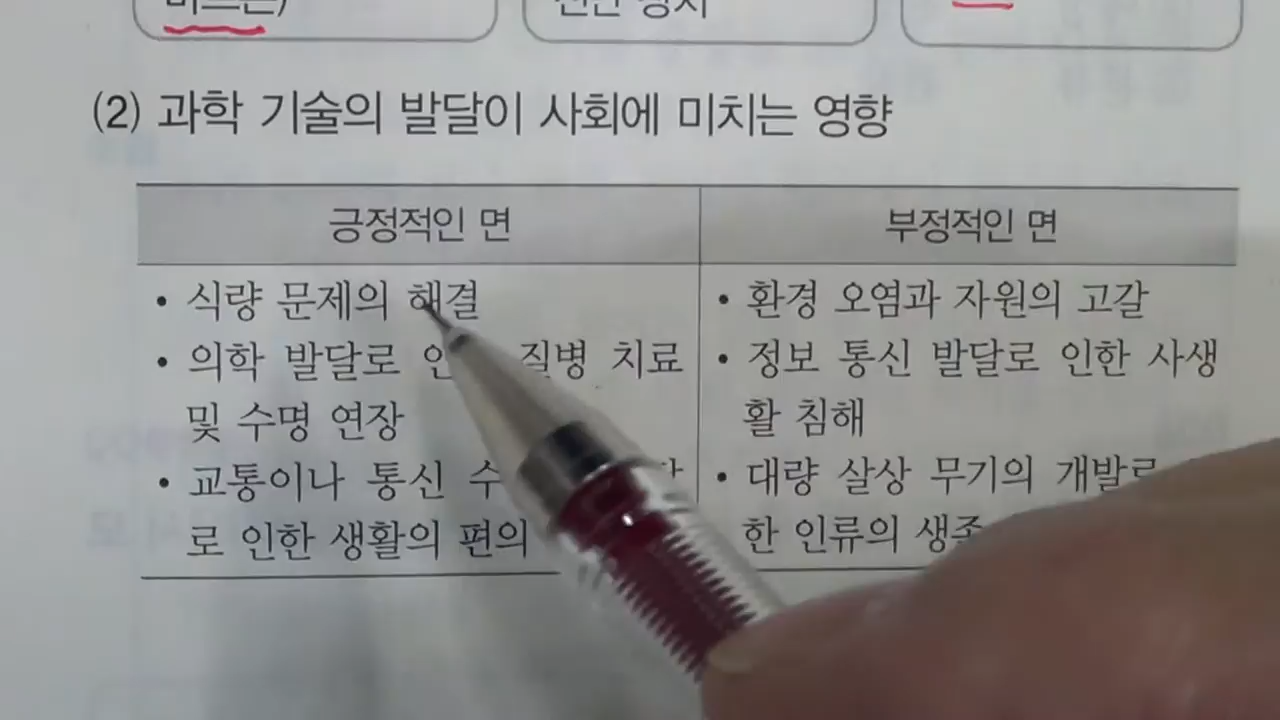 (2) 과학 기술의 발달이 사회에 미치는 영향
긍정적인 면
부정적인 면
• 식량 문제의 해결
• 의학 발달로 질병 치료
및 수명 연장
• 교통이나 통신
로 인한 생활의 편의
• 환경 오염과 자원의 고갈
• 정보 통신 발달로 인한 사생
활 침해
• 대량 살상 무기의 개발로
한 인류의